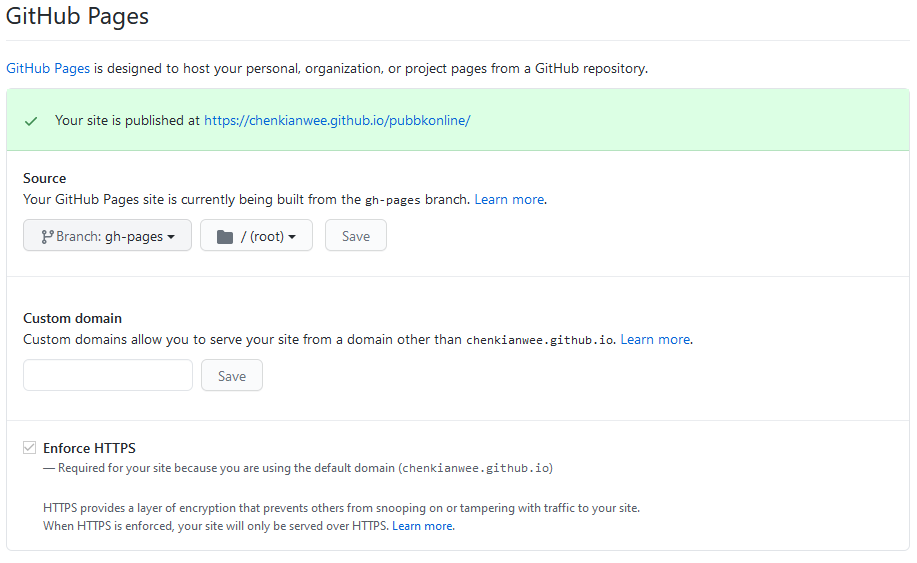 GitHub Pages
GitHub Pages is designed to host your personal, organization, or project pages from a GitHub repository.
Your site is published at https://chenkianwee.github.io/pubbkonline/
Source
Your GitHub Pages site is currently being built from the gh-pages branch. Learn more.
Branch: gh-pages / (root) Save
Custom domain
Custom domains allow you to serve your site from a domain other than chenkianwee.github.io. Learn more.
Save
Enforce HTTPS
— Required for your site because you are using the default domain (chenkianwee.github.io)
HTTPS provides a layer of encryption that prevents others from snooping on or tampering with traffic to your site.
When HTTPS is enforced, your site will only be served over HTTPS. Learn more.